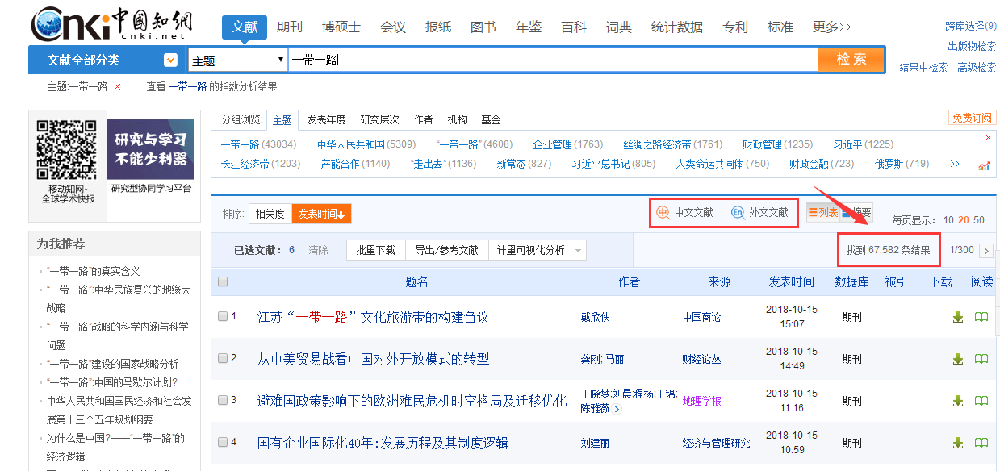 cnki中国知網
cnki.net
文献 期刊 博硕士 会议 报纸 图书 年鉴 百科 词典 统计数据 专利 标准 更多>>
跨库选择(9)
出版物检索
文献全部分类 主题 一带一路 检 索
结果中检索 高级检索
主题:一带一路 × 查看 一带一路 的指数分析结果
研究与学习
不能少利器
移动知网-
全球学术快报
研究型协同学习平台
分组浏览: 主题 发表年度 研究层次 作者 机构 基金
免费订阅
一带一路(43034) 中华人民共和国(5309) “一带一路”(4608) 企业管理(1763) 丝绸之路经济带(1761) 财政管理(1235) 习近平(1225)
长江经济带(1203) 产能合作(1140) “走出去”(1136) 新常态(827) 习近平总书记(805) 人类命运共同体(750) 财政金融(723) 俄罗斯(719) >>
排序: 相关度 发表时间↓ 中 中文文献 En 外文文献 列表 摘要 每页显示: 10 20 50
已选文献: 6 清除 批量下载 导出/参考文献 计量可视化分析 找到 67,582 条结果 1/300 >
题名 作者 来源 发表时间 数据库 被引 下载 阅读
1 江苏“一带一路”文化旅游带的构建刍议 戴欣佚 中国商论 2018-10-15 15:07 期刊
2 从中美贸易战看中国对外开放模式的转型 龚刚; 马丽 财经论丛 2018-10-15 14:49 期刊
3 避难国政策影响下的欧洲难民危机时空格局及迁移优化 王晓梦;刘晨;程杨;王锦;陈雅薇 地理学报 2018-10-15 11:16 期刊
4 国有企业国际化40年:发展历程及其制度逻辑 刘建丽 经济与管理研究 2018-10-15 10:59 期刊
为我推荐
“一带一路”的真实含义
“一带一路”:中华民族复兴的地缘大
战略
“一带一路”战略的科学内涵与科学
问题
“一带一路”建设的国家战略分析
“一带一路”:中国的马歇尔计划?
中华人民共和国国民经济和社会发
展第十三个五年规划纲要
为什么是中国?——“一带一路”的
经济逻辑